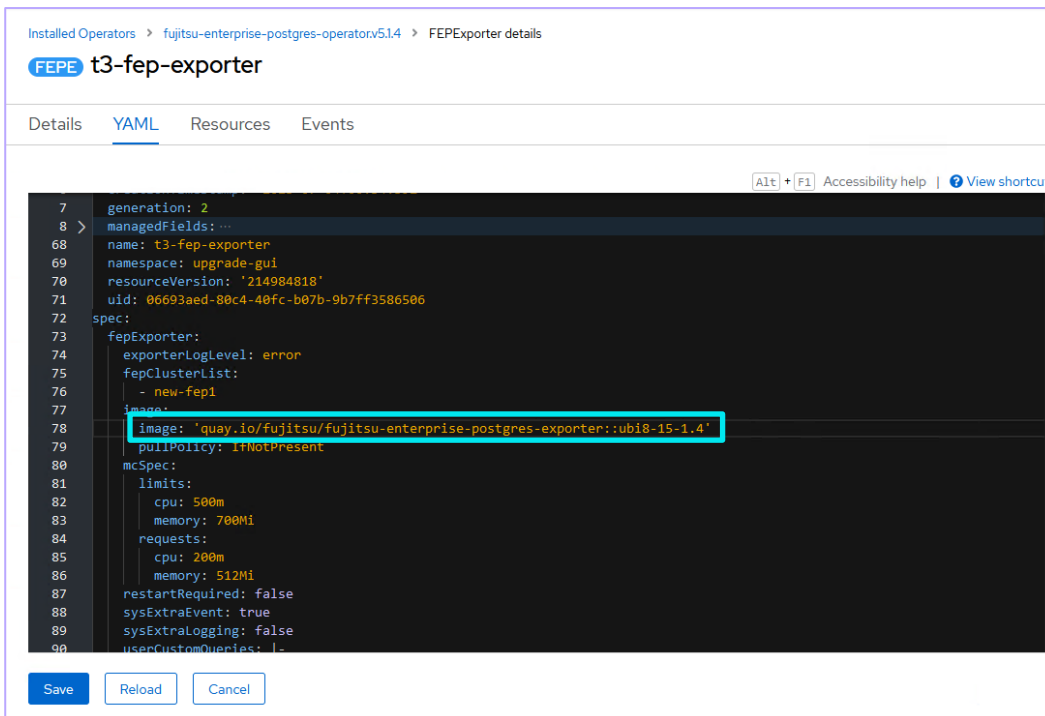 Installed Operators > fujitsu-enterprise-postgres-operator.v5.1.4 > FEPExporter details
FEPE t3-fep-exporter
Details YAML Resources Events
Alt + F1 Accessibility help | View shortcu
7 generation: 2
8 > managedFields: ...
68 name: t3-fep-exporter
69 namespace: upgrade-gui
70 resourceVersion: '214984818'
71 uid: 06693aed-80c4-40fc-b07b-9b7ff3586506
72 spec:
73 fepExporter:
74 exporterLogLevel: error
75 fepClusterList:
76 - new-fep1
77 image:
78 image: 'quay.io/fujitsu/fujitsu-enterprise-postgres-exporter::ubi8-15-1.4'
79 pullPolicy: IfNotPresent
80 mcSpec:
81 limits:
82 cpu: 500m
83 memory: 700Mi
84 requests:
85 cpu: 200m
86 memory: 512Mi
87 restartRequired: false
88 sysExtraEvent: true
89 sysExtraLogging: false
90 userCustomQueries: |-
Save Reload Cancel